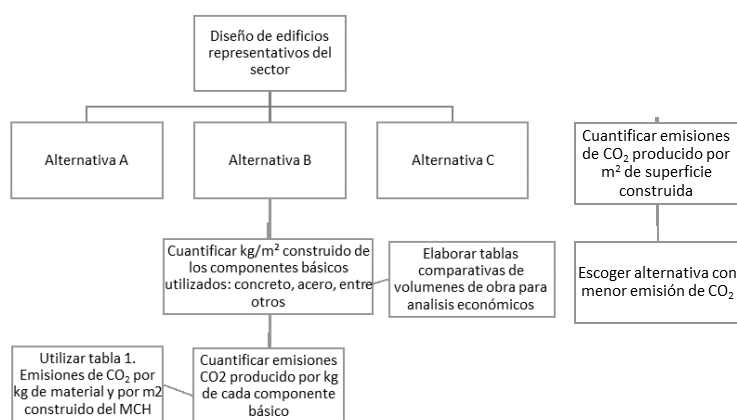 Diseño de edificios
representativos del
sector
Alternativa A
Alternativa B
Alternativa C
Cuantificar kg/m² construido de
los componentes básicos
utilizados: concreto, acero, entre
otros
Elaborar tablas
comparativas de
volumenes de obra para
analisis económicos
Utilizar tabla 1.
Emisiones de CO₂ por
kg de material y por m2
construido del MCH
Cuantificar emisiones
CO2 producido por kg
de cada componente
básico
Cuantificar emisiones
de CO₂ producido por
m² de superficie
construida
Escoger alternativa con
menor emisión de CO₂